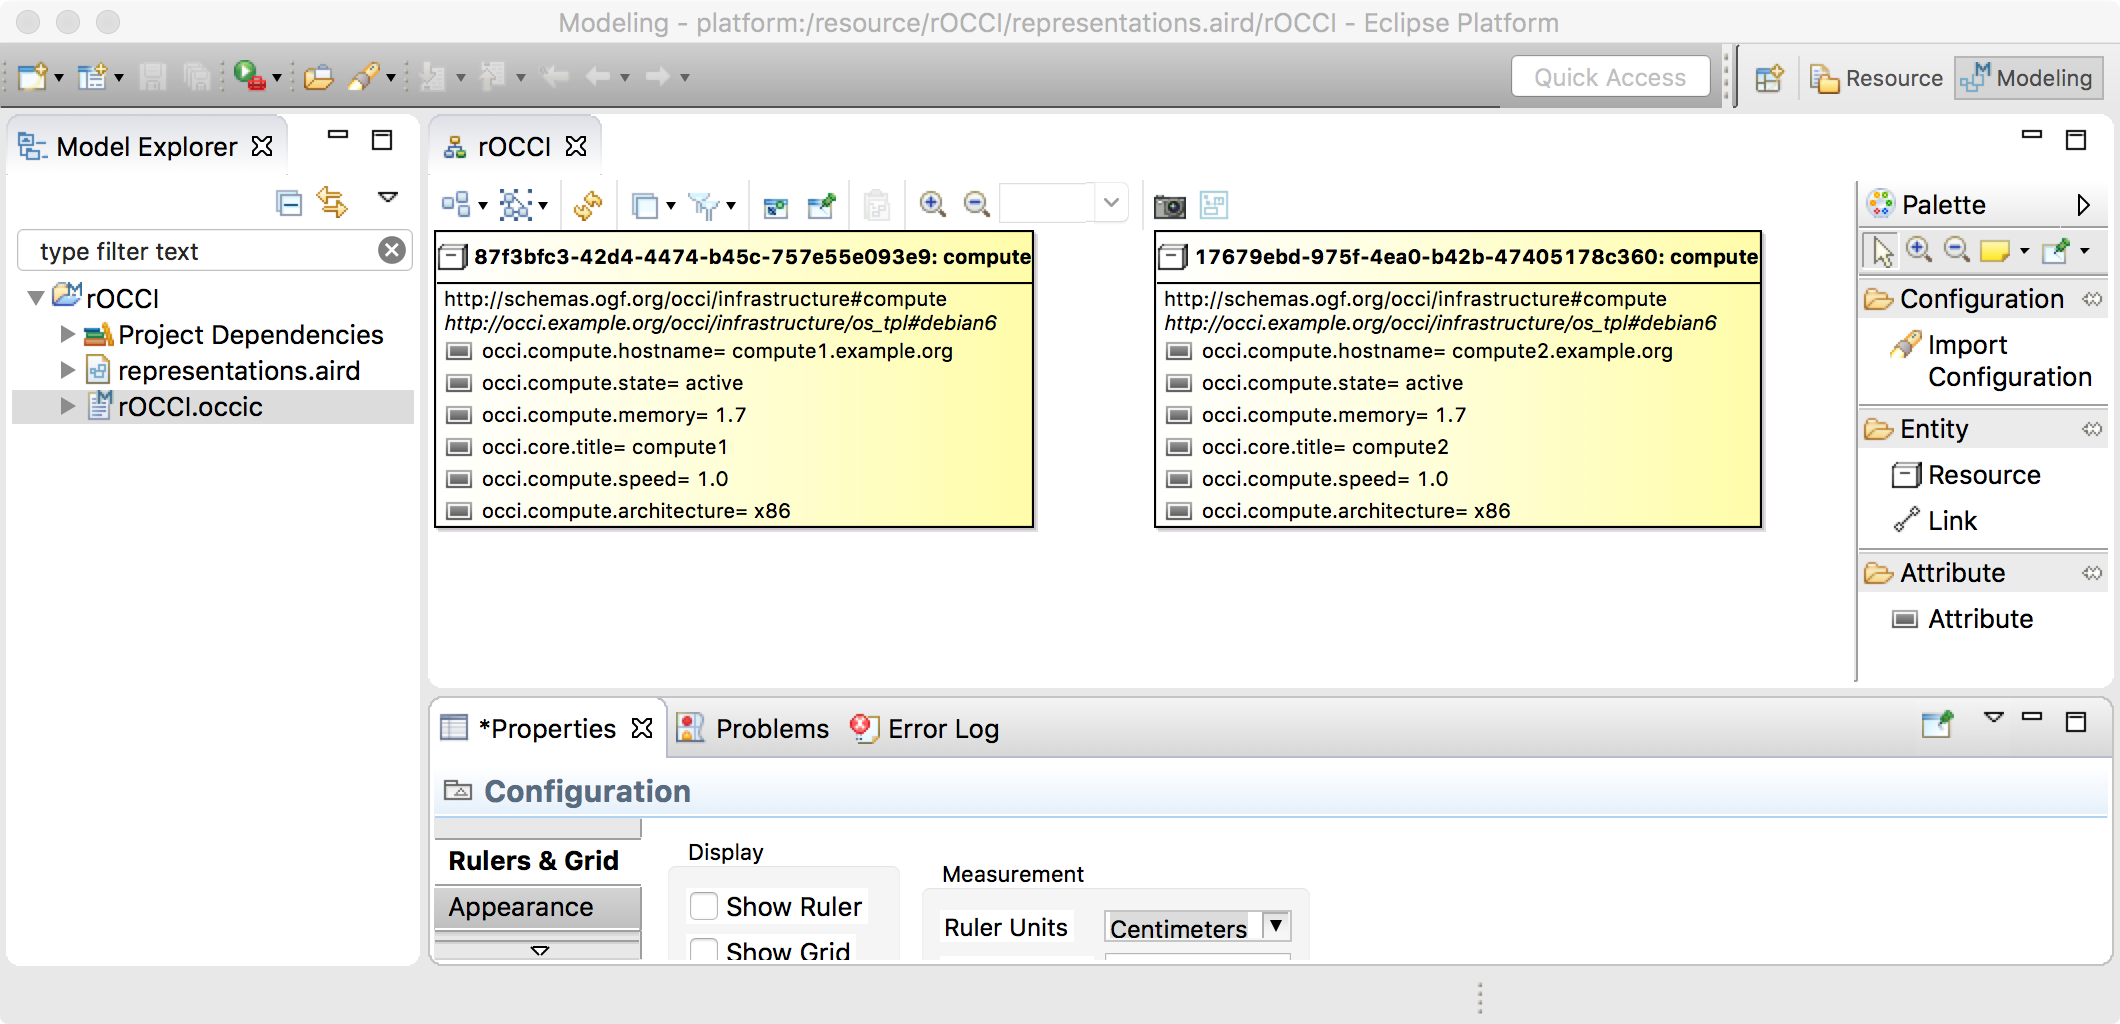 Modeling - platform:/resource/rOCCI/representations.aird/rOCCI - Eclipse Platform
Quick Access
Resource
Modeling
Model Explorer
type filter text
rOCCI
Project Dependencies
representations.aird
rOCCI.occic
rOCCI
87f3bfc3-42d4-4474-b45c-757e55e093e9: compute
http://schemas.ogf.org/occi/infrastructure#compute
http://occi.example.org/occi/infrastructure/os_tpl#debian6
occi.compute.hostname= compute1.example.org
occi.compute.state= active
occi.compute.memory= 1.7
occi.core.title= compute1
occi.compute.speed= 1.0
occi.compute.architecture= x86
17679ebd-975f-4ea0-b42b-47405178c360: compute
http://schemas.ogf.org/occi/infrastructure#compute
http://occi.example.org/occi/infrastructure/os_tpl#debian6
occi.compute.hostname= compute2.example.org
occi.compute.state= active
occi.compute.memory= 1.7
occi.core.title= compute2
occi.compute.speed= 1.0
occi.compute.architecture= x86
Palette
Configuration
Import
Configuration
Entity
Resource
Link
Attribute
Attribute
*Properties
Problems
Error Log
Configuration
Rulers & Grid
Appearance
Display
Show Ruler
Show Grid
Measurement
Ruler Units
Centimeters